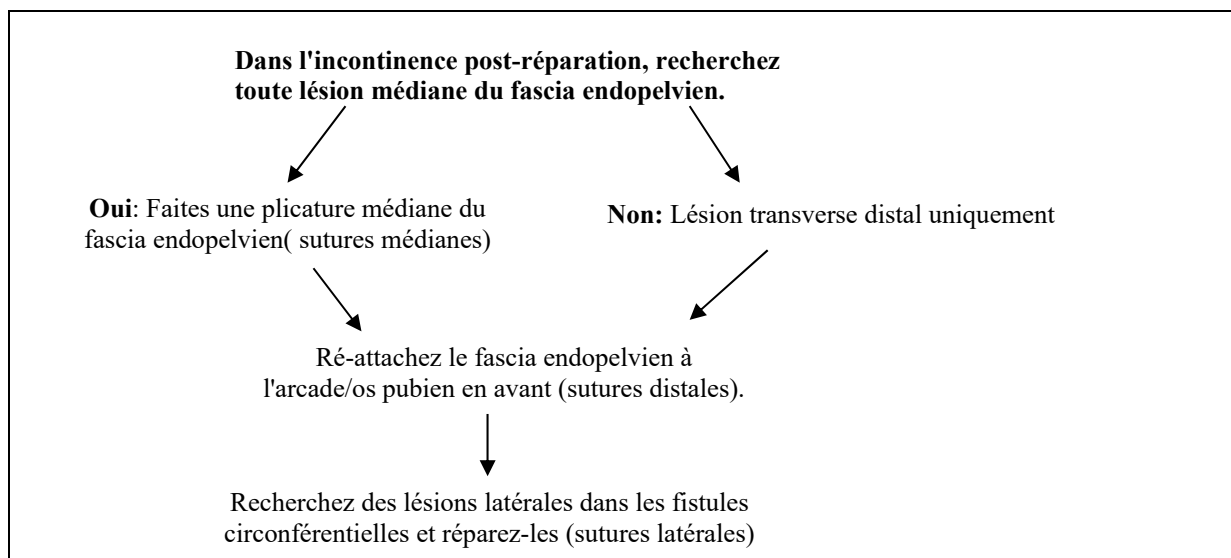 Dans l'incontinence post-réparation, recherchez
toute lésion médiane du fascia endopelvien.
Oui: Faites une plicature médiane du
fascia endopelvien( sutures médianes)
Non: Lésion transverse distal uniquement
Ré-attachez le fascia endopelvien à
l'arcade/os pubien en avant (sutures distales).
Recherchez des lésions latérales dans les fistules
circonférentielles et réparez-les (sutures latérales)